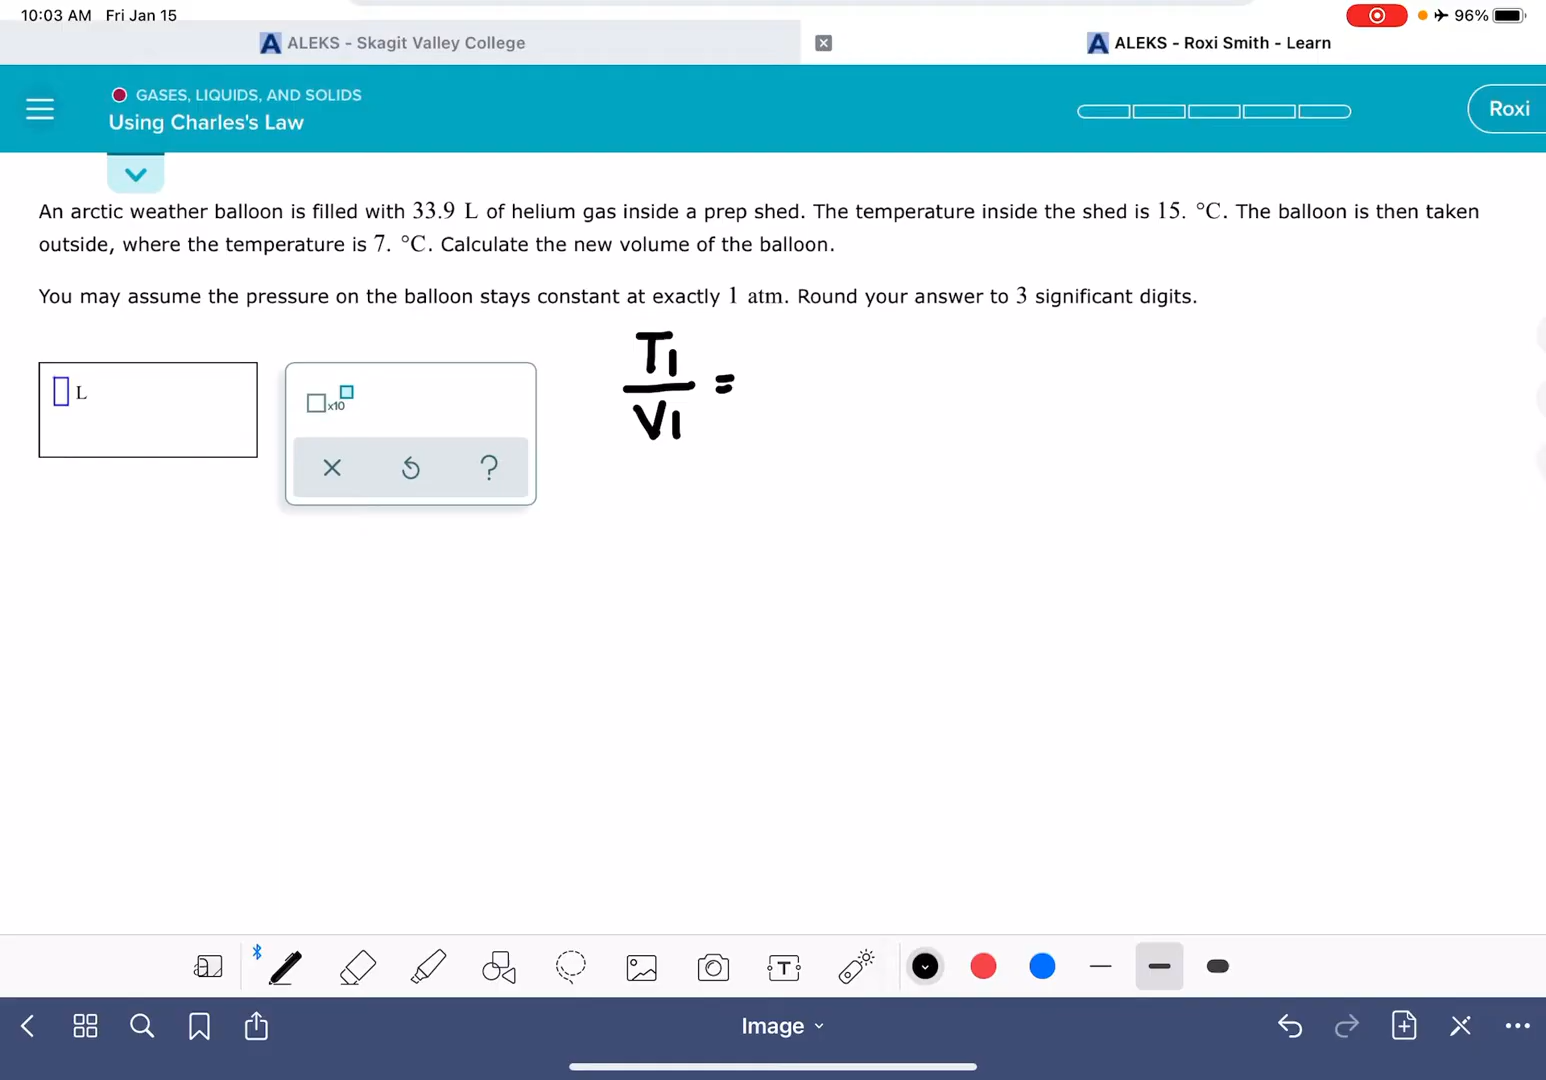 10:03 AM Fri Jan 15
96%
ALEKS - Skagit Valley College
ALEKS - Roxi Smith - Learn
GASES, LIQUIDS, AND SOLIDS
Using Charles's Law
Roxi
An arctic weather balloon is filled with 33.9 L of helium gas inside a prep shed. The temperature inside the shed is 15. °C. The balloon is then taken
outside, where the temperature is 7. °C. Calculate the new volume of the balloon.
You may assume the pressure on the balloon stays constant at exactly 1 atm. Round your answer to 3 significant digits.
L
x10
?
T1
=
V1
T
Image